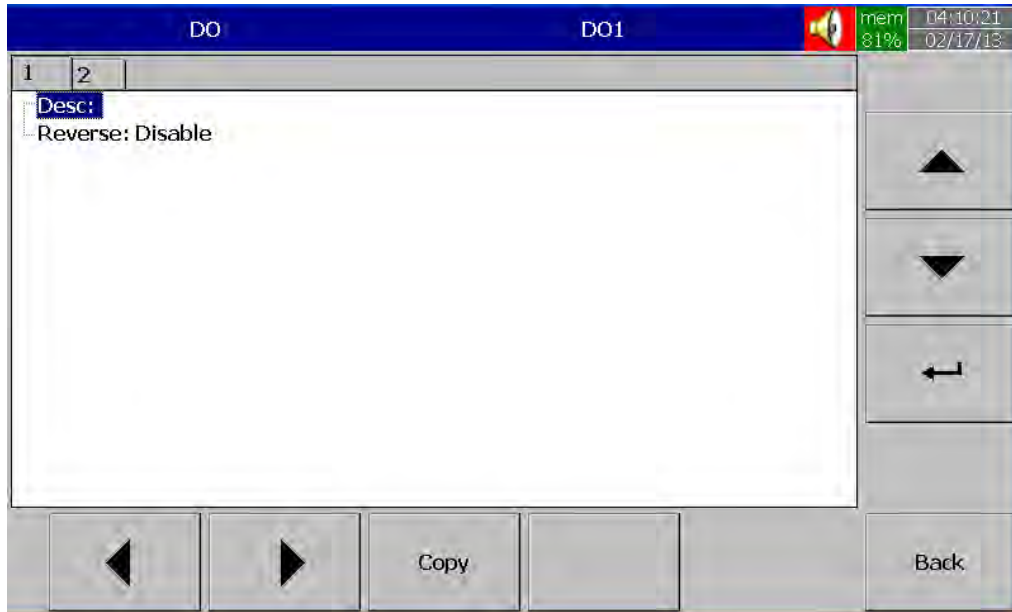 DO
DO1
mem
81%
04:10:21
02/17/13
1
2
Desc:
Reverse: Disable
Copy
Back